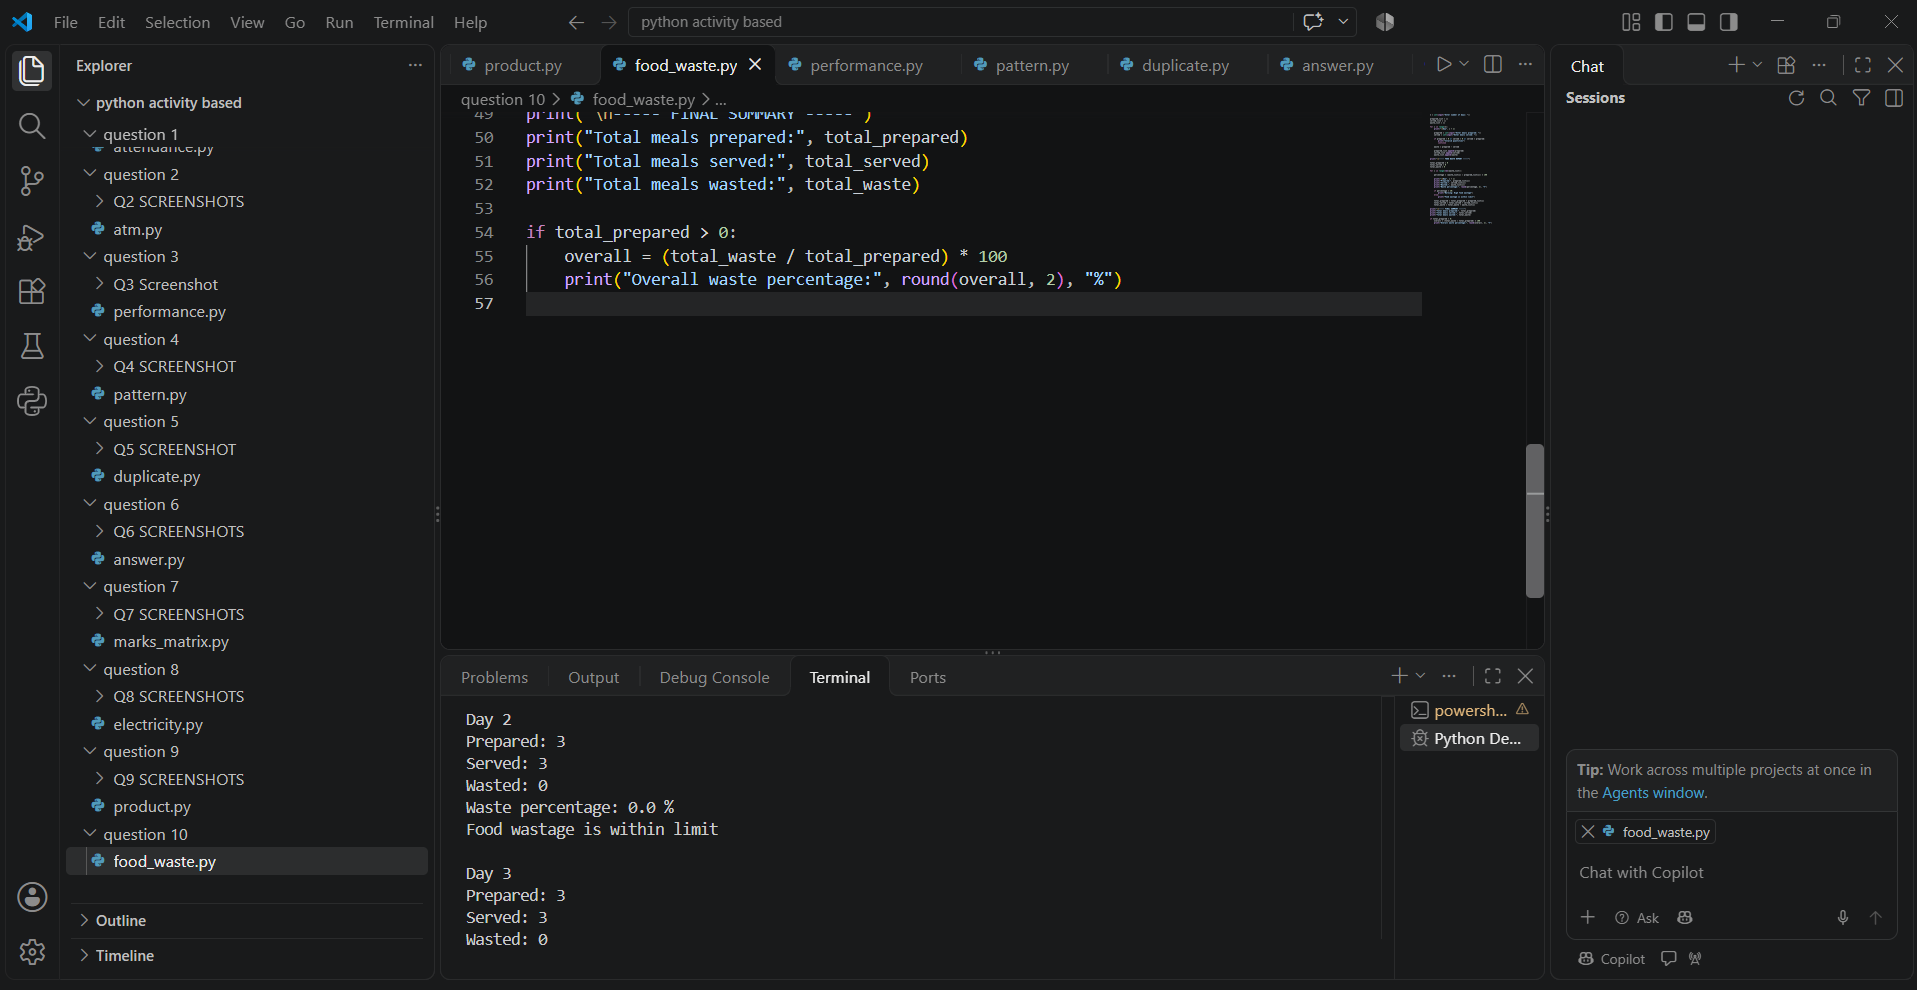 File Edit Selection View Go Run Terminal Help
python activity based
Explorer
python activity based
question 1
attendance.py
question 2
Q2 SCREENSHOTS
atm.py
question 3
Q3 Screenshot
performance.py
question 4
Q4 SCREENSHOT
pattern.py
question 5
Q5 SCREENSHOT
duplicate.py
question 6
Q6 SCREENSHOTS
answer.py
question 7
Q7 SCREENSHOTS
marks_matrix.py
question 8
Q8 SCREENSHOTS
electricity.py
question 9
Q9 SCREENSHOTS
product.py
question 10
food_waste.py
Outline
Timeline
product.py food_waste.py performance.py pattern.py duplicate.py answer.py
question 10 > food_waste.py > ...
49 print("\n----- FINAL SUMMARY -----")
50 print("Total meals prepared:", total_prepared)
51 print("Total meals served:", total_served)
52 print("Total meals wasted:", total_waste)
53
54 if total_prepared > 0:
55 overall = (total_waste / total_prepared) * 100
56 print("Overall waste percentage:", round(overall, 2), "%")
57
Problems Output Debug Console Terminal Ports
Day 2
Prepared: 3
Served: 3
Wasted: 0
Waste percentage: 0.0 %
Food wastage is within limit
Day 3
Prepared: 3
Served: 3
Wasted: 0
powersh...
Python De...
Chat
Sessions
Tip: Work across multiple projects at once in
the Agents window.
food_waste.py
Chat with Copilot
Ask
Copilot